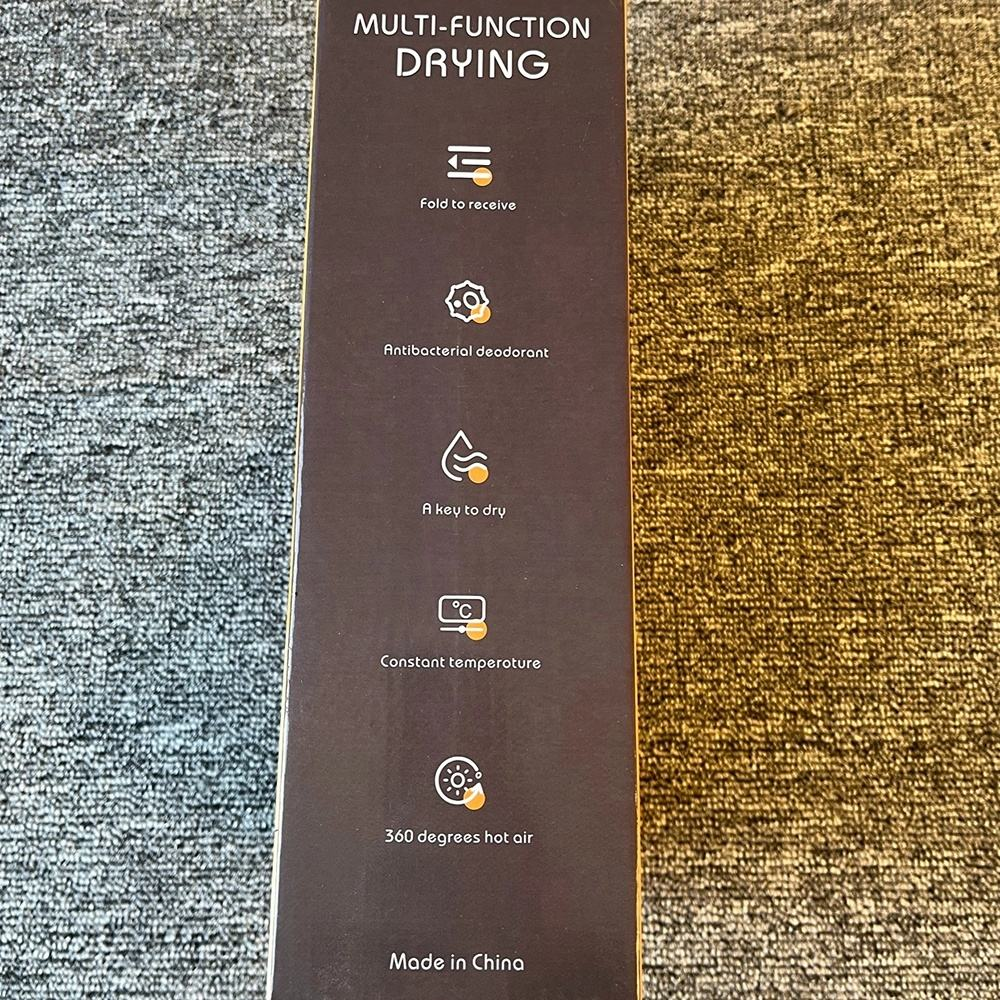 MULTI-FUNCTION
DRYING
Fold to receive
Antibacterial deodorant
A key to dry
°C
Constant temperoture
360 degrees hot air
Made in China